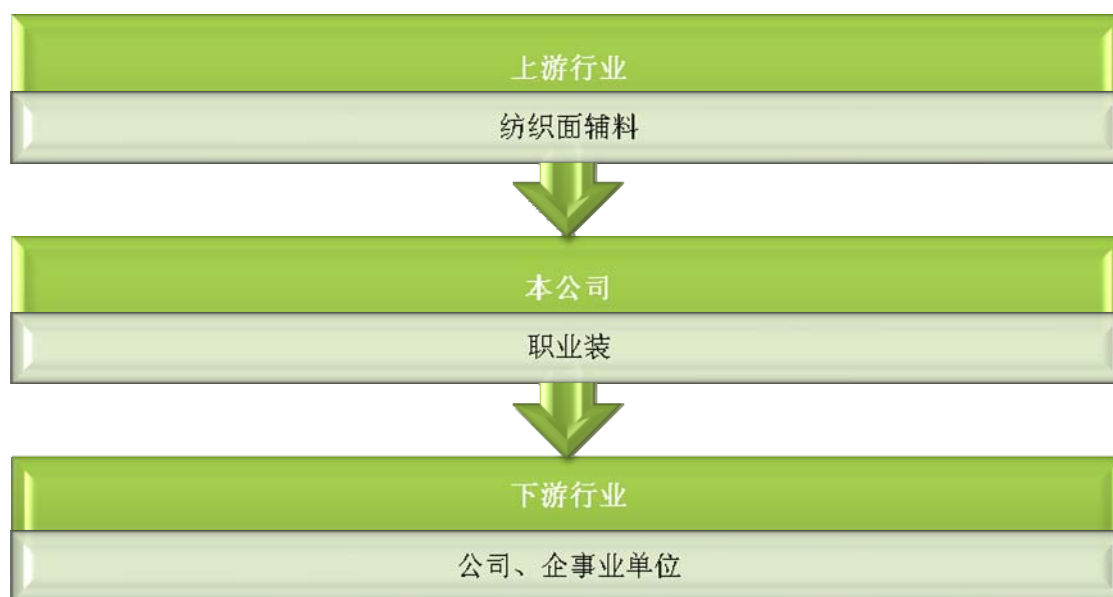 上游行业
纺织面辅料
本公司
职业装
下游行业
公司、企事业单位